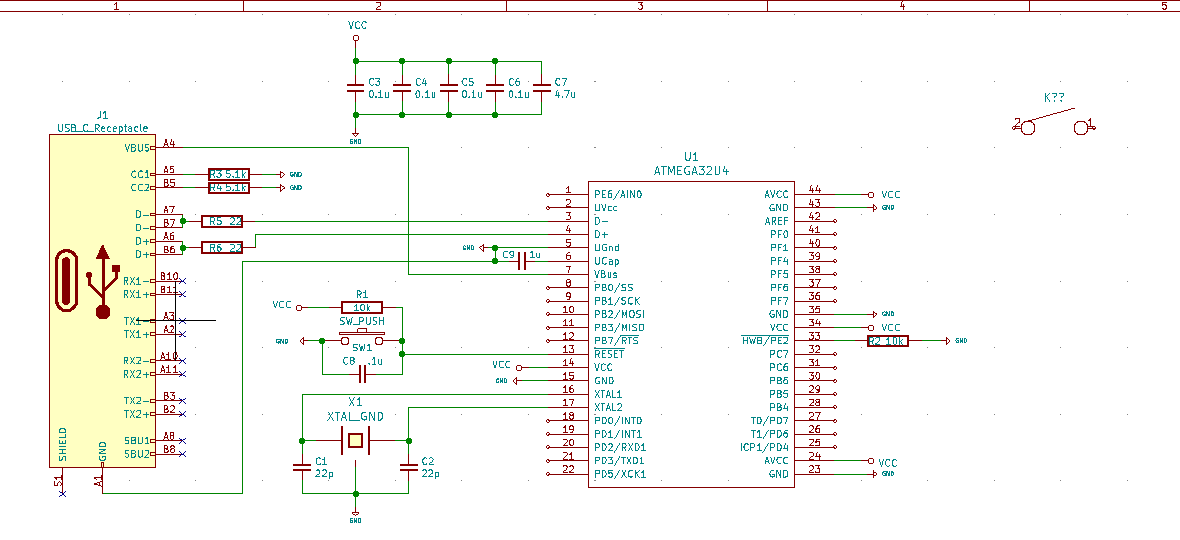 1 2 3 4 5
VCC
C3 0.1u
C4 0.1u
C5 0.1u
C6 0.1u
C7 4.7u
GND
K??
2 1
J1
USB_C_Receptacle
VBUS A4
CC1 A5
CC2 B5
D- A7
D- B7
D+ A6
D+ B6
RX1- B10
RX1+ B11
TX1- A3
TX1+ A2
RX2- A10
RX2+ A11
TX2- B3
TX2+ B2
SBU1 A8
SBU2 B8
SHIELD
GND
S1
A1
R3 5.1k GND
R4 5.1k GND
R5 22
R6 22
GND
C9 1u
R1
VCC 10k
SW_PUSH
GND SW1
C8 .1u
VCC
GND
X1
XTAL_GND
C1 22p
C2 22p
GND
U1
ATMEGA32U4
1 PE6/AIN0
2 UVcc
3 D-
4 D+
5 UGnd
6 UCap
7 VBus
8 PB0/SS
9 PB1/SCK
10 PB2/MOSI
11 PB3/MISO
12 PB7/RTS
13 RESET
14 VCC
15 GND
16 XTAL1
17 XTAL2
18 PD0/INT0
19 PD1/INT1
20 PD2/RXD1
21 PD3/TXD1
22 PD5/XCK1
AVCC 44 VCC
GND 43 GND
AREF 42
PF0 41
PF1 40
PF4 39
PF5 38
PF6 37
PF7 36
GND 35 GND
VCC 34 VCC
HWB/PE2 33 R2 10k GND
PC7 32
PC6 31
PB6 30
PB5 29
PB4 28
TD/PD7 27
T1/PD6 26
ICP1/PD4 25
AVCC 24 VCC
GND 23 GND